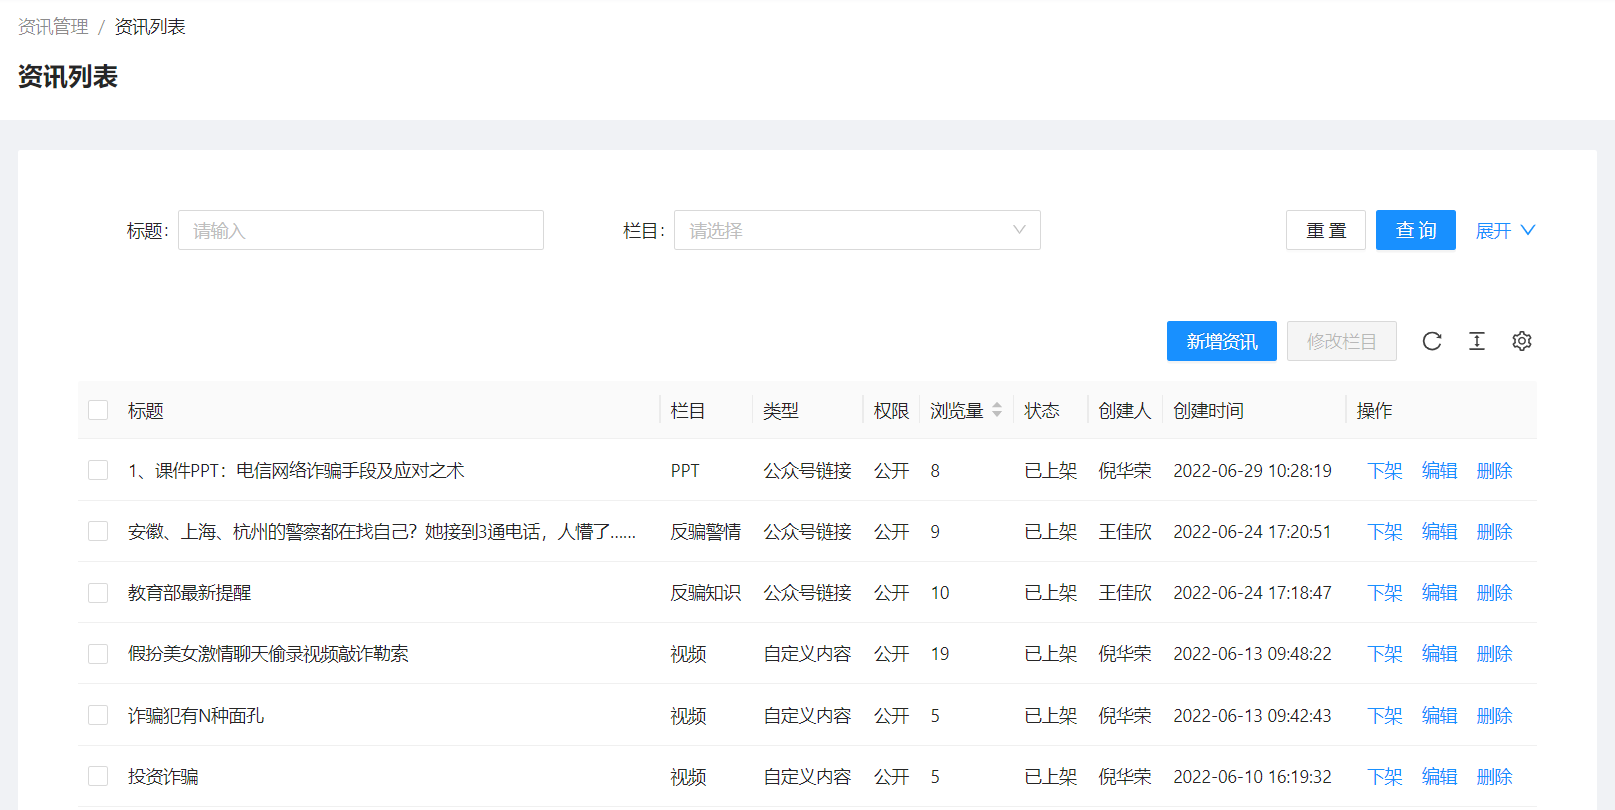 资讯管理 / 资讯列表
资讯列表
标题: 请输入 栏目: 请选择 重 置 查 询 展开
新增资讯 修改栏目
标题 栏目 类型 权限 浏览量 状态 创建人 创建时间 操作
1、课件PPT：电信网络诈骗手段及应对之术 PPT 公众号链接 公开 8 已上架 倪华荣 2022-06-29 10:28:19 下架 编辑 删除
安徽、上海、杭州的警察都在找自己？她接到3通电话，人懵了…… 反骗警情 公众号链接 公开 9 已上架 王佳欣 2022-06-24 17:20:51 下架 编辑 删除
教育部最新提醒 反骗知识 公众号链接 公开 10 已上架 王佳欣 2022-06-24 17:18:47 下架 编辑 删除
假扮美女激情聊天偷录视频敲诈勒索 视频 自定义内容 公开 19 已上架 倪华荣 2022-06-13 09:48:22 下架 编辑 删除
诈骗犯有N种面孔 视频 自定义内容 公开 5 已上架 倪华荣 2022-06-13 09:42:43 下架 编辑 删除
投资诈骗 视频 自定义内容 公开 5 已上架 倪华荣 2022-06-10 16:19:32 下架 编辑 删除